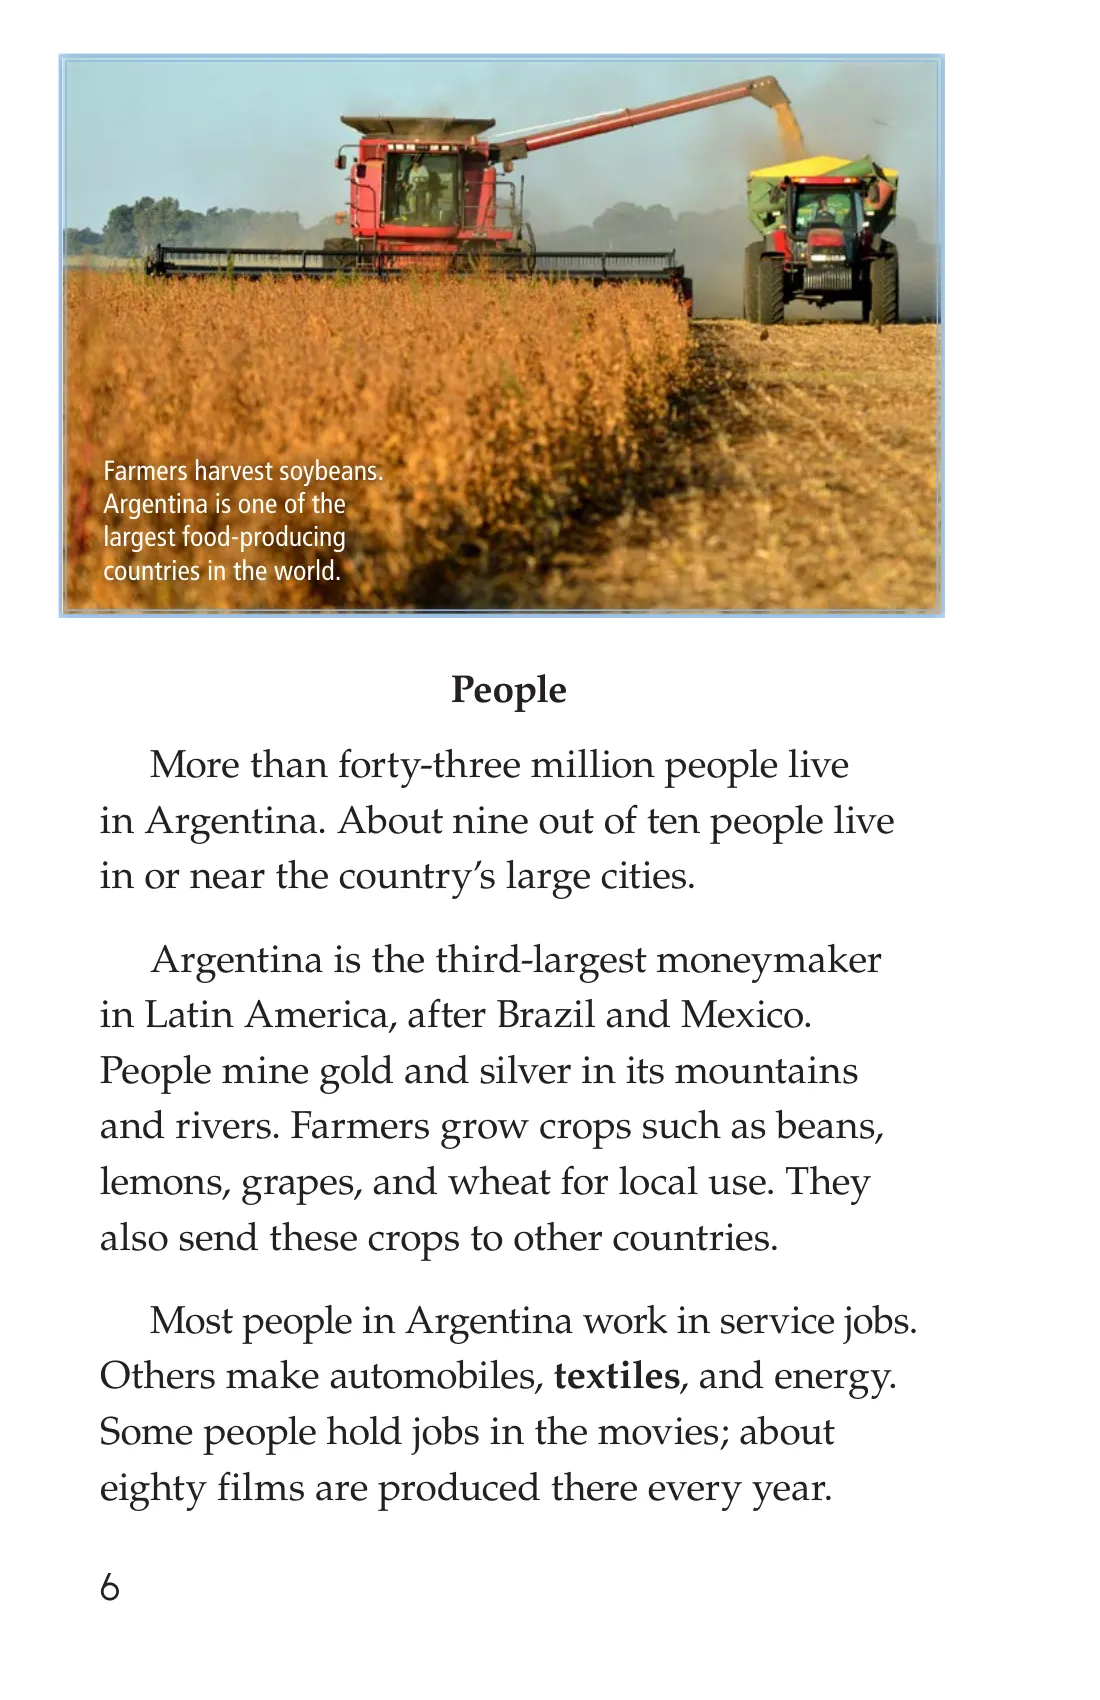 Farmers harvest soybeans.
Argentina is one of the
largest food-producing
countries in the world.
People
More than forty-three million people live
in Argentina. About nine out of ten people live
in or near the country’s large cities.
Argentina is the third-largest moneymaker
in Latin America, after Brazil and Mexico.
People mine gold and silver in its mountains
and rivers. Farmers grow crops such as beans,
lemons, grapes, and wheat for local use. They
also send these crops to other countries.
Most people in Argentina work in service jobs.
Others make automobiles, textiles, and energy.
Some people hold jobs in the movies; about
eighty films are produced there every year.
6